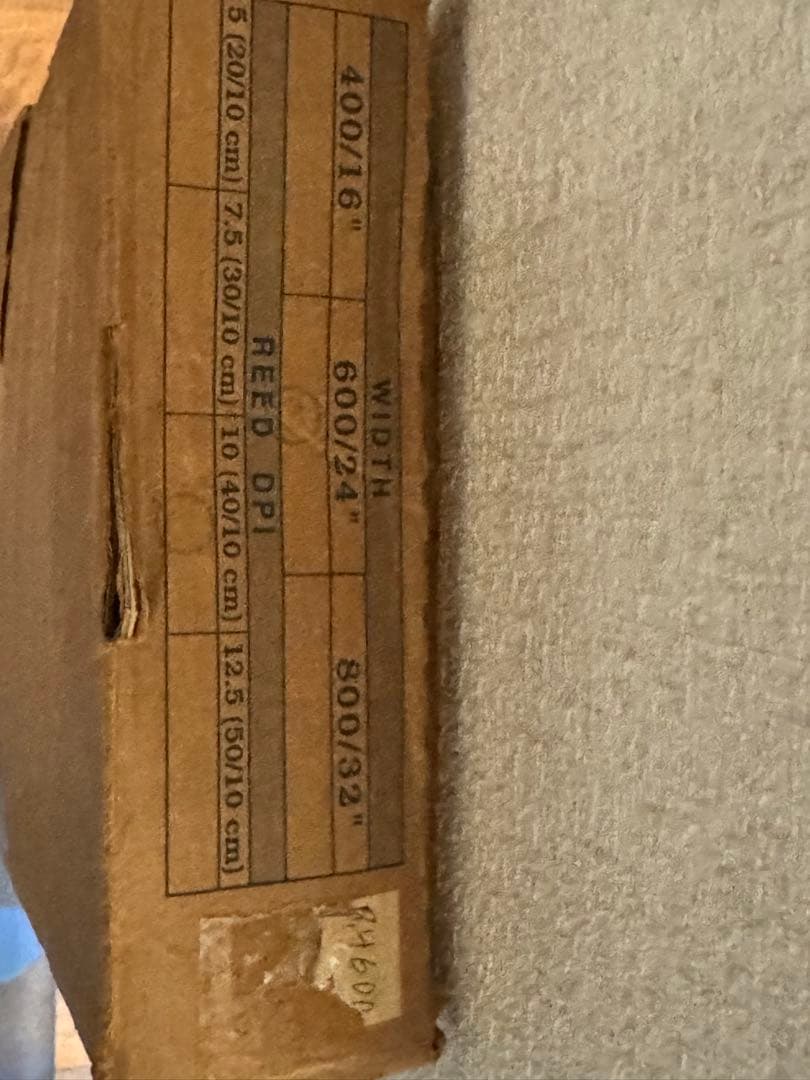 WIDTH
400/16" 600/24" 800/32"
REED DPI
5 (20/10 cm) 7.5 (30/10 cm) 10 (40/10 cm) 12.5 (50/10 cm)